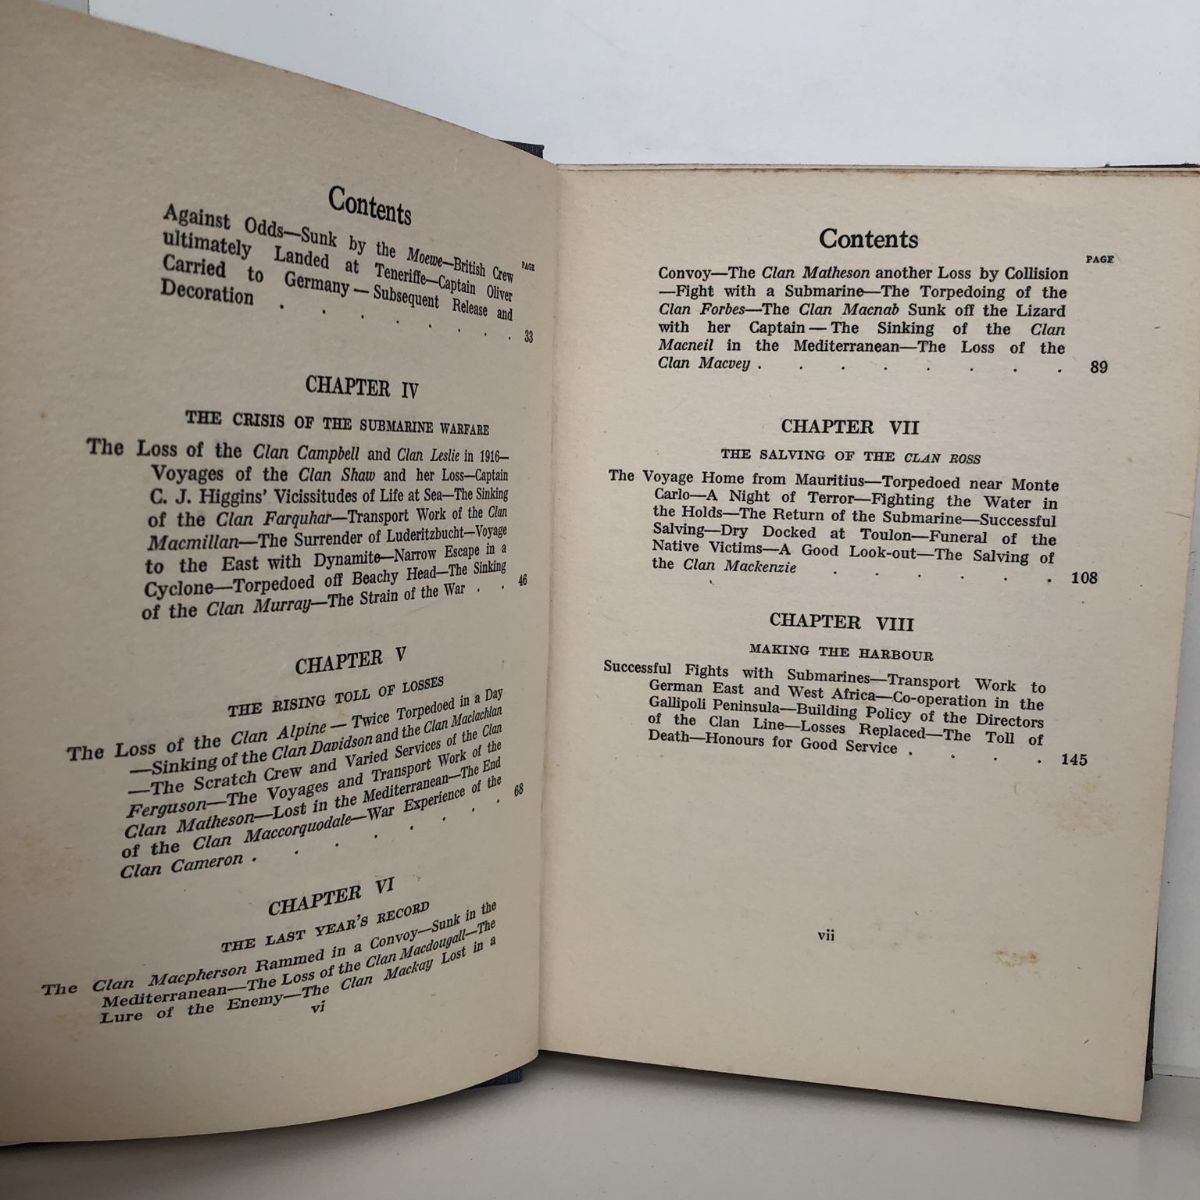 Contents
PAGE
Against Odds—Sunk by the Moewe—British Crew
ultimately Landed at Teneriffe—Captain Oliver
Carried to Germany—Subsequent Release and
Decoration . . . . . . . 33
CHAPTER IV
THE CRISIS OF THE SUBMARINE WARFARE
The Loss of the Clan Campbell and Clan Leslie in 1916—
Voyages of the Clan Shaw and her Loss—Captain
C. J. Higgins' Vicissitudes of Life at Sea—The Sinking
of the Clan Farquhar—Transport Work of the Clan
Macmillan—The Surrender of Luderitzbucht—Voyage
to the East with Dynamite—Narrow Escape in a
Cyclone—Torpedoed off Beachy Head—The Sinking
of the Clan Murray—The Strain of the War . . 46
CHAPTER V
THE RISING TOLL OF LOSSES
The Loss of the Clan Alpine—Twice Torpedoed in a Day
—Sinking of the Clan Davidson and the Clan Maclachlan
—The Scratch Crew and Varied Services of the Clan
Ferguson—The Voyages and Transport Work of the
Clan Matheson—Lost in the Mediterranean—The End
of the Clan Maccorquodale—War Experience of the
Clan Cameron . . . . . . . 68
CHAPTER VI
THE LAST YEAR'S RECORD
The Clan Macpherson Rammed in a Convoy—Sunk in the
Mediterranean—The Loss of the Clan Macdougall—The
Lure of the Enemy—The Clan Mackay Lost in a
vi
Contents
PAGE
Convoy—The Clan Matheson another Loss by Collision
—Fight with a Submarine—The Torpedoing of the
Clan Forbes—The Clan Macnab Sunk off the Lizard
with her Captain—The Sinking of the Clan
Macneil in the Mediterranean—The Loss of the
Clan Macvey . . . . . . . . 89
CHAPTER VII
THE SALVING OF THE CLAN ROSS
The Voyage Home from Mauritius—Torpedoed near Monte
Carlo—A Night of Terror—Fighting the Water in
the Holds—The Return of the Submarine—Successful
Salving—Dry Docked at Toulon—Funeral of the
Native Victims—A Good Look-out—The Salving of
the Clan Mackenzie . . . . . . 108
CHAPTER VIII
MAKING THE HARBOUR
Successful Fights with Submarines—Transport Work to
German East and West Africa—Co-operation in the
Gallipoli Peninsula—Building Policy of the Directors
of the Clan Line—Losses Replaced—The Toll of
Death—Honours for Good Service . . . . 145
vii